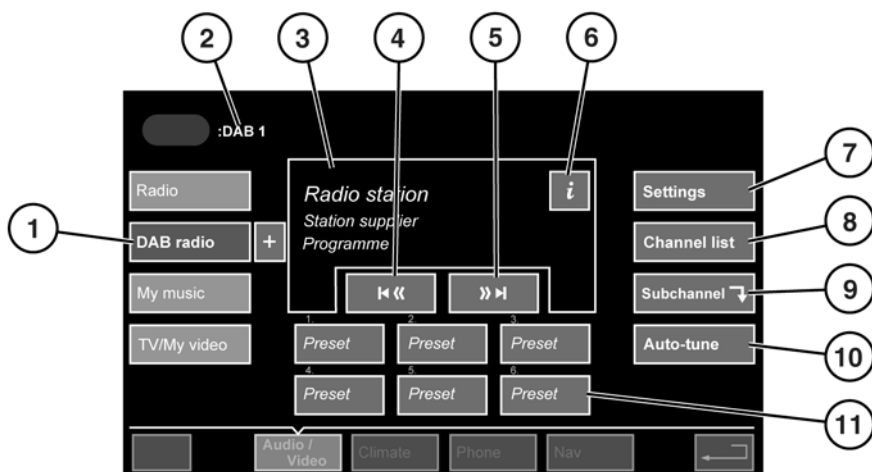 2 3 4 5 6
:DAB 1
7
Radio
Radio station
i
Settings
Station supplier
8
1
DAB radio
+
Programme
Channel list
My music
Subchannel
9
1. 2. 3.
TV/My video
Preset Preset Preset
Auto-tune
10
4. 5. 6.
Preset Preset Preset
11
Audio /
Video
Climate
Phone
Nav